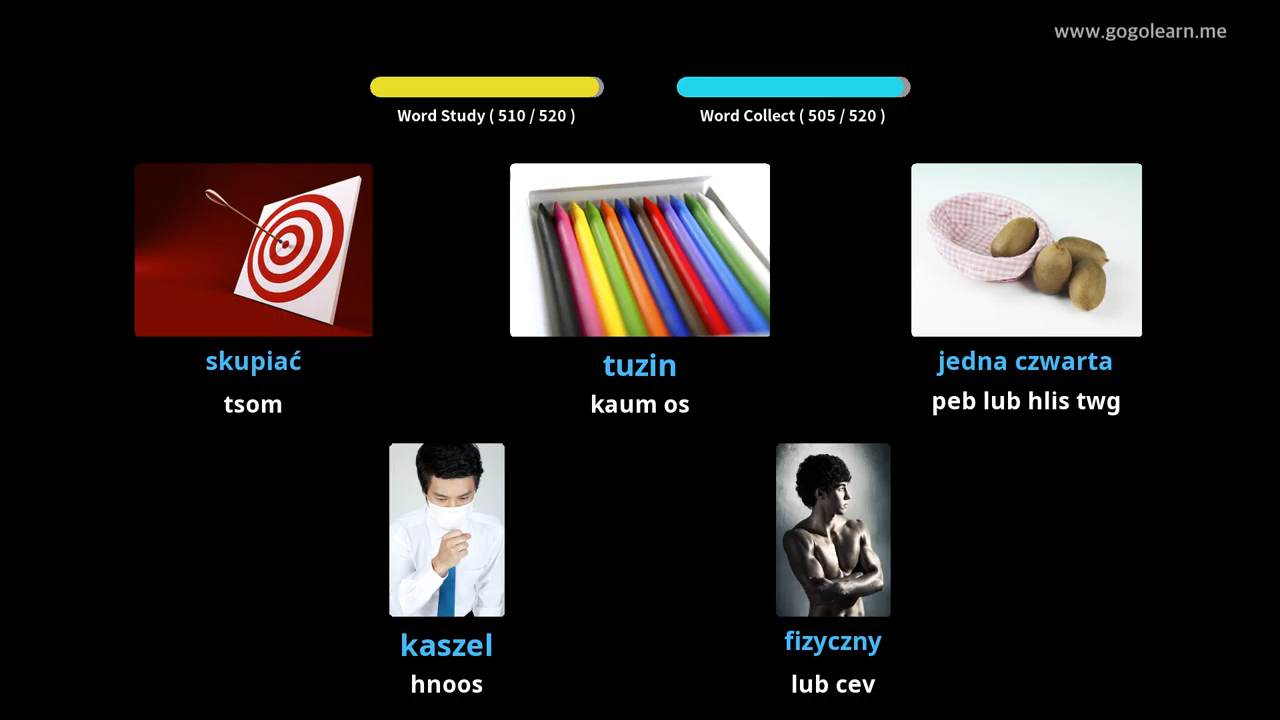 www.gogolearn.me
Word Study ( 510 / 520 )
Word Collect ( 505 / 520 )
skupiać
tsom
tuzin
kaum os
jedna czwarta
peb lub hlis twg
kaszel
hnoos
fizyczny
lub cev